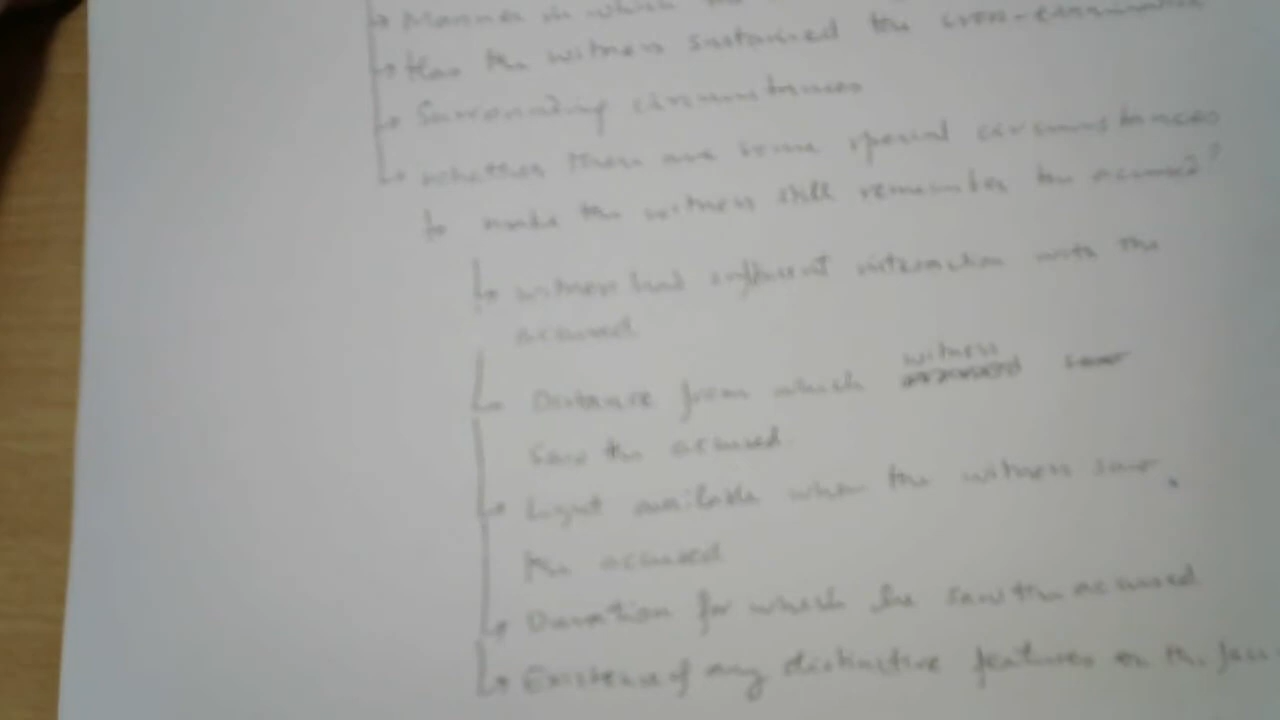 Manner in which the
Has the witness sustained the cross-examination
Surrounding circumstances
whether there are some special circumstances
to make the witness still remember the accused?
witness had sufficient interaction with the
accused
Distance from which witness
saw the accused.
Light available when the witness saw
the accused
Duration for which he saw the accused
Existence of any distinctive features on the face